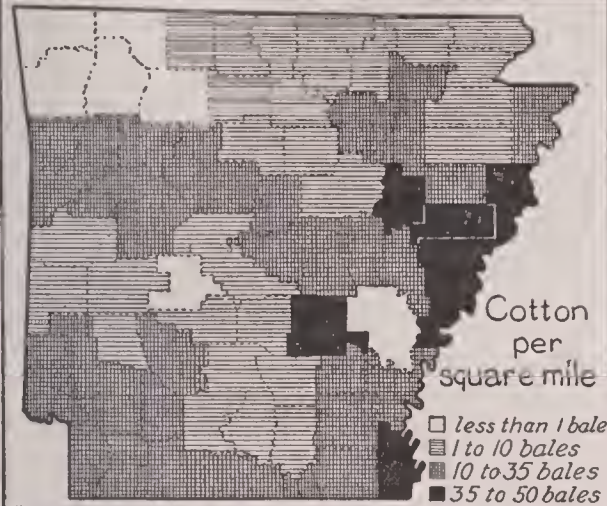 Cotton
per
square mile
less than 1 bale
1 to 10 bales
10 to 35 bales
35 to 50 bales